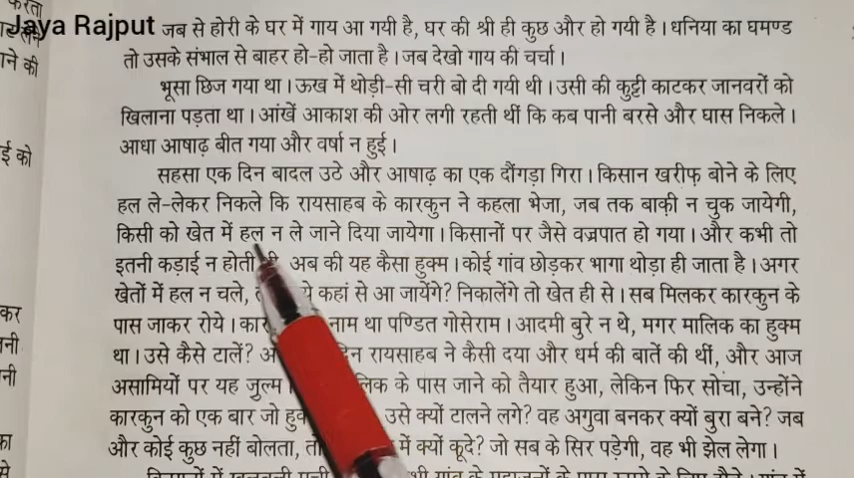 Jaya Rajput
जब से होरी के घर में गाय आ गयी है, घर की श्री ही कुछ और हो गयी है। धनिया का घमण्ड
तो उसके संभाल से बाहर हो-हो जाता है। जब देखो गाय की चर्चा।
भूसा छिज गया था। ऊख में थोड़ी-सी चरी बो दी गयी थी। उसी की कुट्टी काटकर जानवरों को
खिलाना पड़ता था। आंखें आकाश की ओर लगी रहती थीं कि कब पानी बरसे और घास निकले।
आधा आषाढ़ बीत गया और वर्षा न हुई।
सहसा एक दिन बादल उठे और आषाढ़ का एक दौंगड़ा गिरा। किसान खरीफ़ बोने के लिए
हल ले-लेकर निकले कि रायसाहब के कारकुन ने कहला भेजा, जब तक बाक़ी न चुक जायेगी,
किसी को खेत में हल न ले जाने दिया जायेगा। किसानों पर जैसे वज्रपात हो गया। और कभी तो
इतनी कड़ाई न होती अब की यह कैसा हुक्म। कोई गांव छोड़कर भागा थोड़ा ही जाता है। अगर
खेतों में हल न चले, कहां से आ जायेंगे? निकालेंगे तो खेत ही से। सब मिलकर कारकुन के
पास जाकर रोये। नाम था पण्डित गोसेराम। आदमी बुरे न थे, मगर मालिक का हुक्म
था। उसे कैसे टालें? रायसाहब ने कैसी दया और धर्म की बातें की थीं, और आज
असामियों पर यह जुल्म के पास जाने को तैयार हुआ, लेकिन फिर सोचा, उन्होंने
कारकुन को एक बार जो उसे क्यों टालने लगे? वह अगुवा बनकर क्यों बुरा बने? जब
और कोई कुछ नहीं बोलता, में क्यों कूदे? जो सब के सिर पड़ेगी, वह भी झेल लेगा।